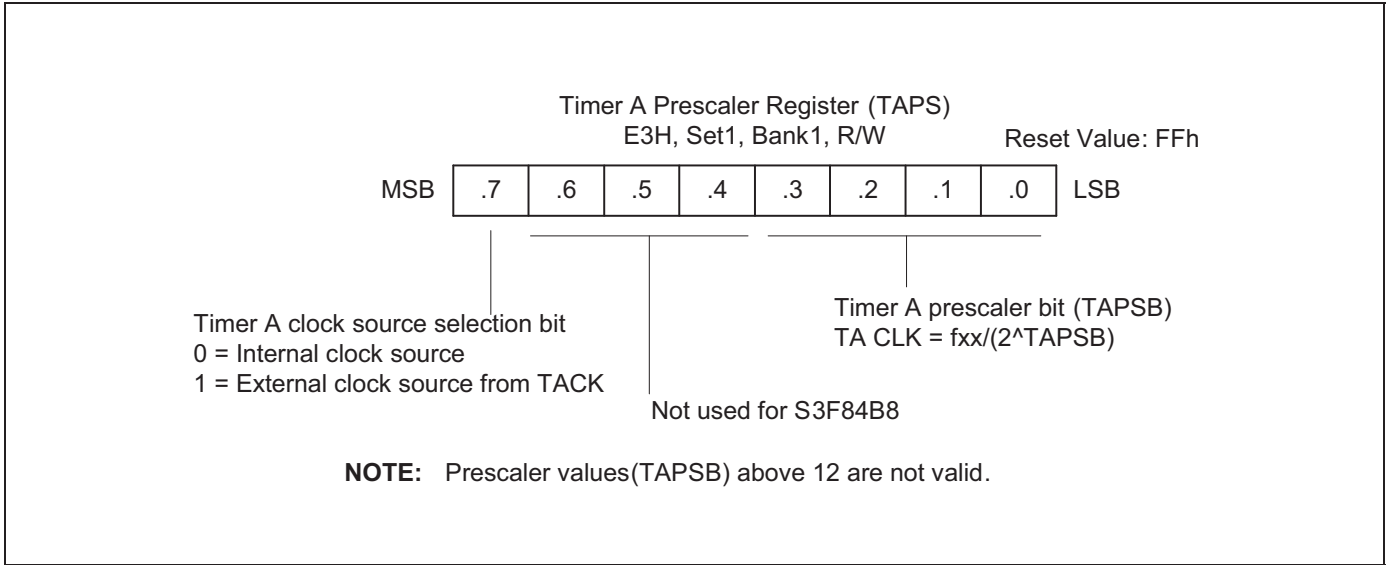 Timer A Prescaler Register (TAPS)
E3H, Set1, Bank1, R/W
Reset Value: FFh
MSB .7 .6 .5 .4 .3 .2 .1 .0 LSB
Timer A clock source selection bit
0 = Internal clock source
1 = External clock source from TACK
Timer A prescaler bit (TAPSB)
TA CLK = fxx/(2^TAPSB)
Not used for S3F84B8
NOTE: Prescaler values(TAPSB) above 12 are not valid.